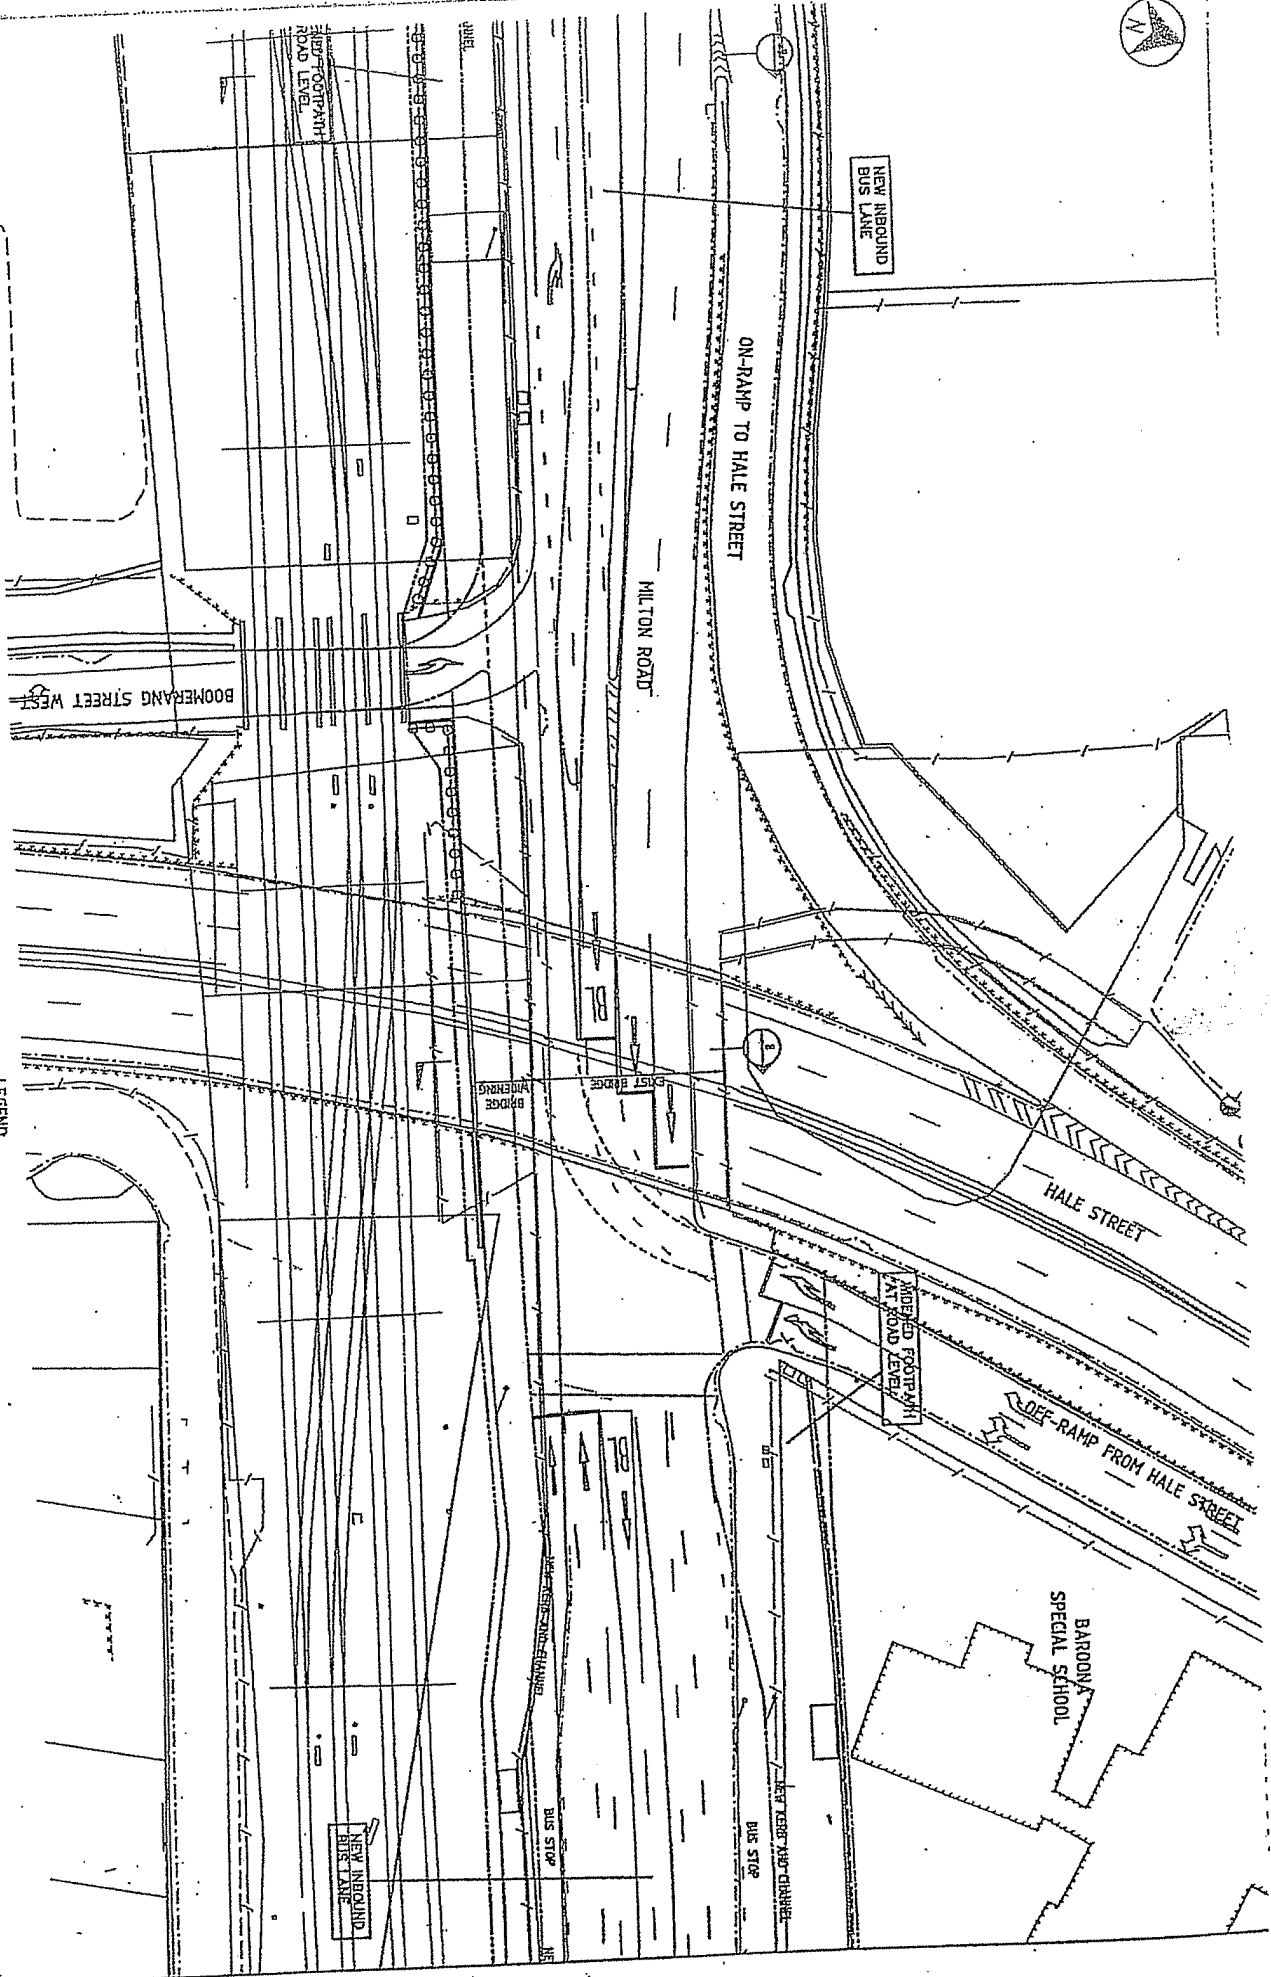 N
ROAD LEVEL
NEW INBOUND
BUS LANE
ON-RAMP TO HALE STREET
MILTON ROAD
BOOMERANG STREET WEST
BL
EXIST BRIDGE
BRIDGE
WIDENING
HALE STREET
WIDENED FOOTPATH
AT ROAD LEVEL
OFF-RAMP FROM HALE STREET
BL
BAROONA
SPECIAL SCHOOL
NEW KERB AND CHANNEL
NEW KERB AND CHANNEL
BUS STOP
BUS STOP
NEW INBOUND
BUS LANE
NE
LEGEND